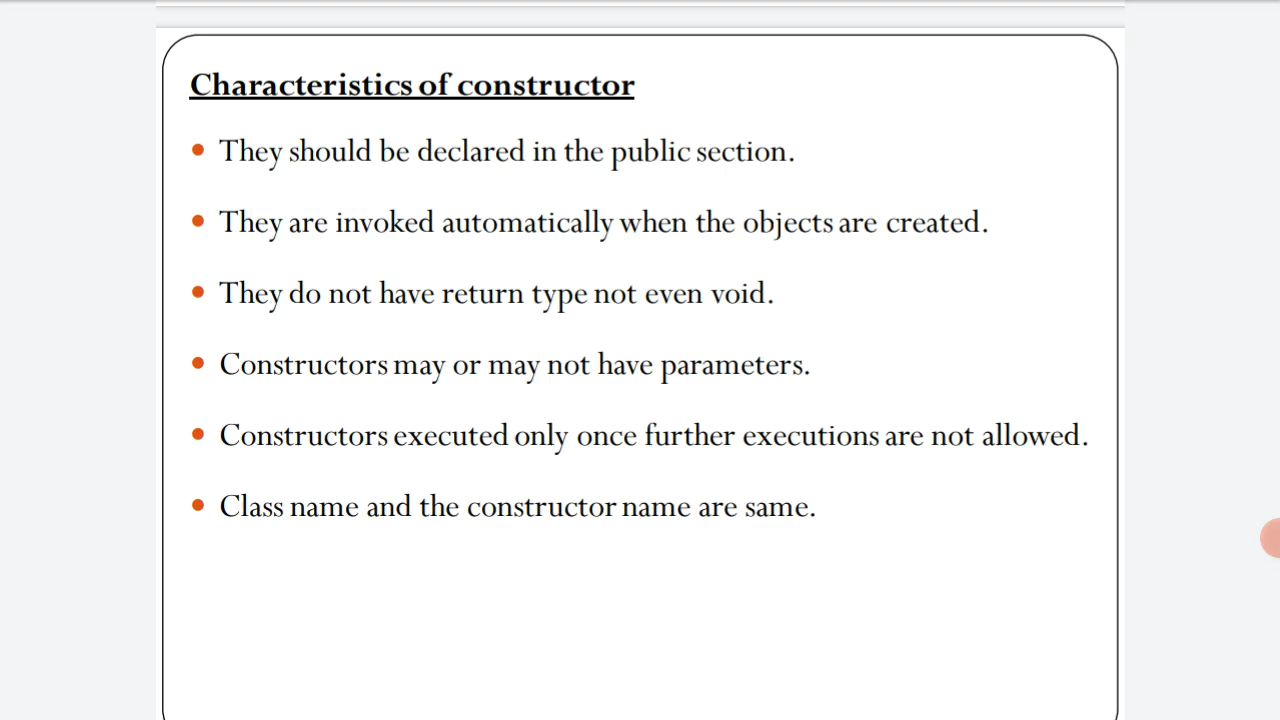 Characteristics of constructor
• They should be declared in the public section.
• They are invoked automatically when the objects are created.
• They do not have return type not even void.
• Constructors may or may not have parameters.
• Constructors executed only once further executions are not allowed.
• Class name and the constructor name are same.